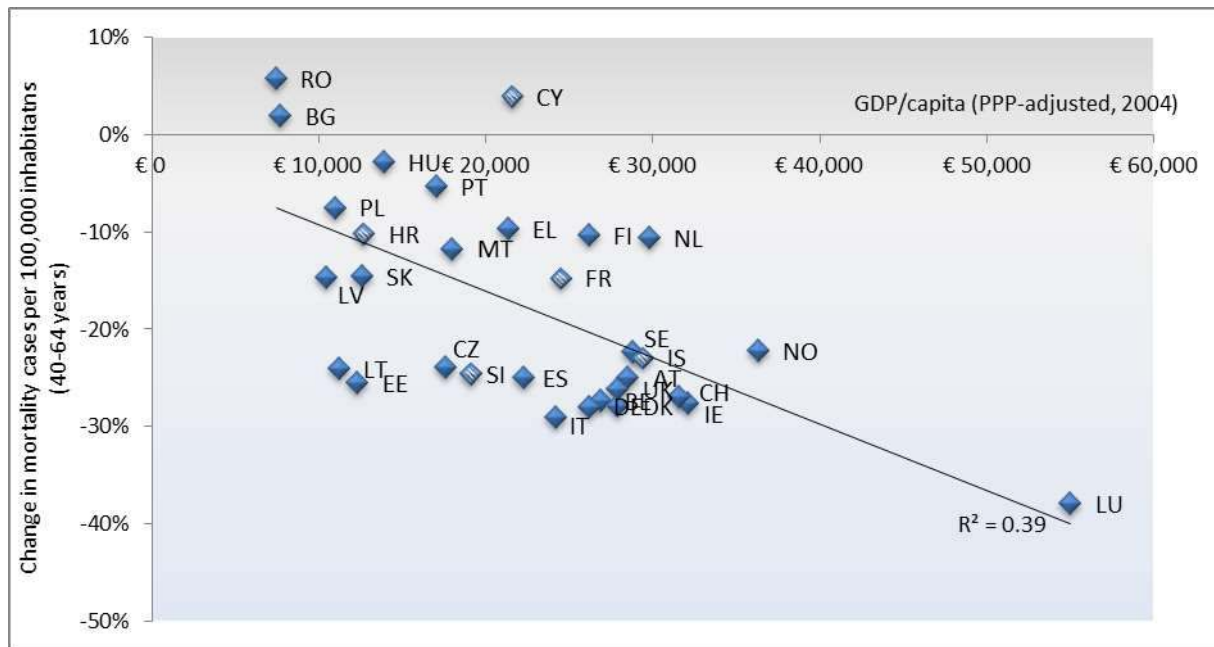 Change in mortality cases per 100,000 inhabitatns
(40-64 years)
10%
RO
CY
GDP/capita (PPP-adjusted, 2004)
BG
0%
€ 0
€ 10,000
€ 20,000
€ 30,000
€ 40,000
€ 50,000
€ 60,000
HU
PT
PL
-10%
HR
MT
EL
FI
NL
LV
SK
FR
-20%
SE
IS
NO
CZ
LT
EE
SI
ES
AT
UK
BE
DE
DK
CH
IE
IT
-30%
LU
R² = 0.39
-40%
-50%